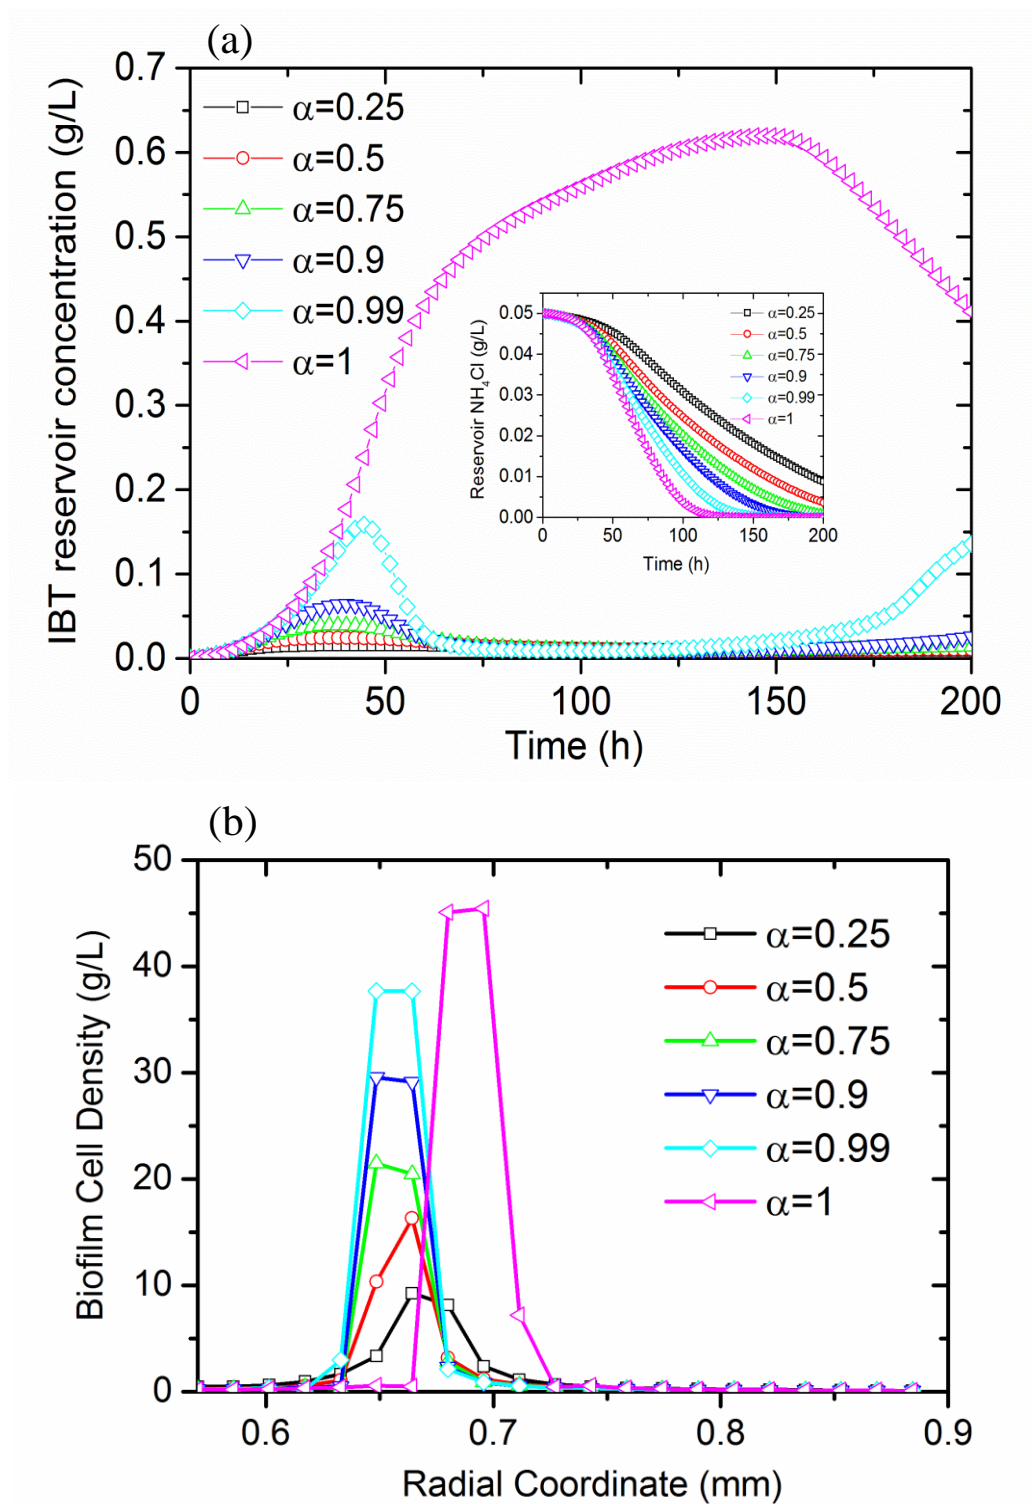 (a)
IBT reservoir concentration (g/L)
0.7
0.6
0.5
0.4
0.3
0.2
0.1
0.0
α=0.25
α=0.5
α=0.75
α=0.9
α=0.99
α=1
Reservoir NH₄Cl (g/L)
0.05
0.04
0.03
0.02
0.01
0.00
α=0.25
α=0.5
α=0.75
α=0.9
α=0.99
α=1
0 50 100 150 200
Time (h)
0 50 100 150 200
Time (h)
(b)
Biofilm Cell Density (g/L)
50
40
30
20
10
0
α=0.25
α=0.5
α=0.75
α=0.9
α=0.99
α=1
0.6 0.7 0.8 0.9
Radial Coordinate (mm)